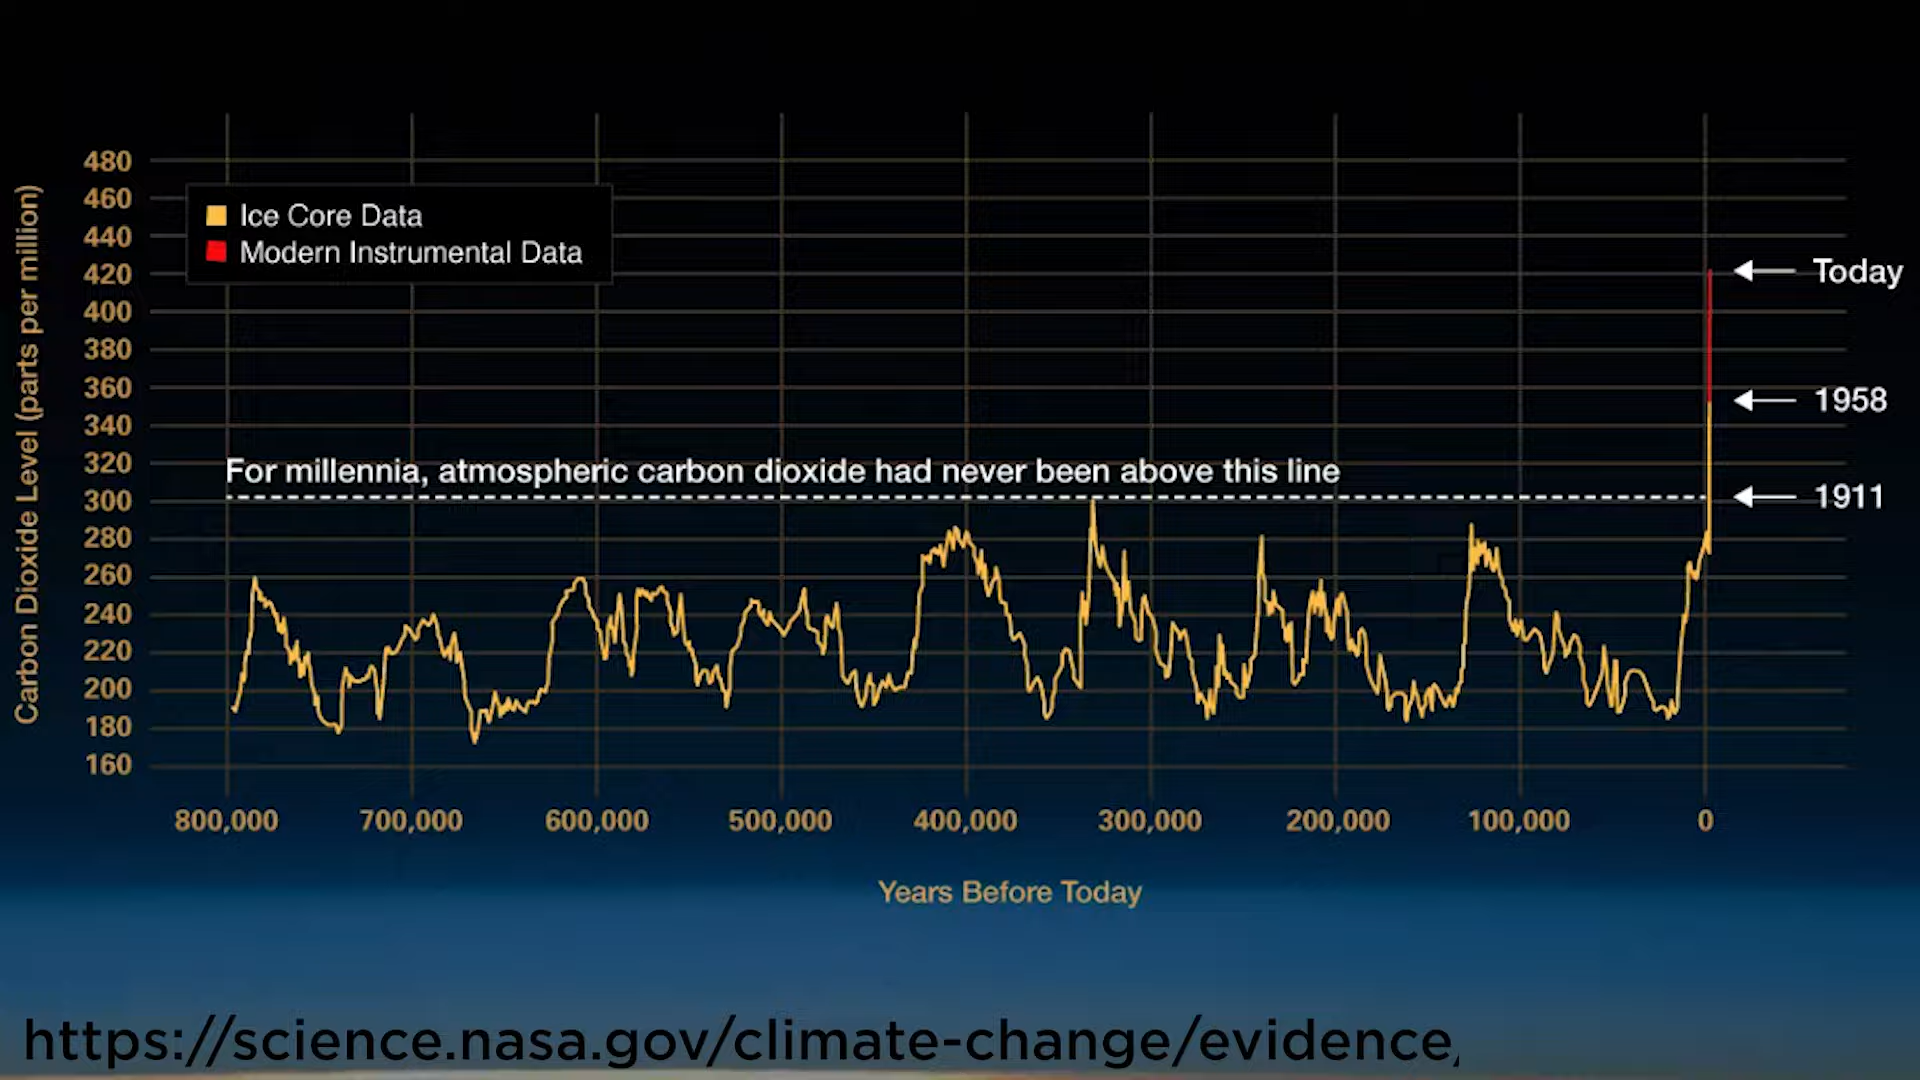 480
460
440
420
400
380
360
340
320
300
280
260
240
220
200
180
160
Carbon Dioxide Level (parts per million)
Ice Core Data
Modern Instrumental Data
For millennia, atmospheric carbon dioxide had never been above this line
Today
1958
1911
800,000 700,000 600,000 500,000 400,000 300,000 200,000 100,000 0
Years Before Today
https://science.nasa.gov/climate-change/evidence/